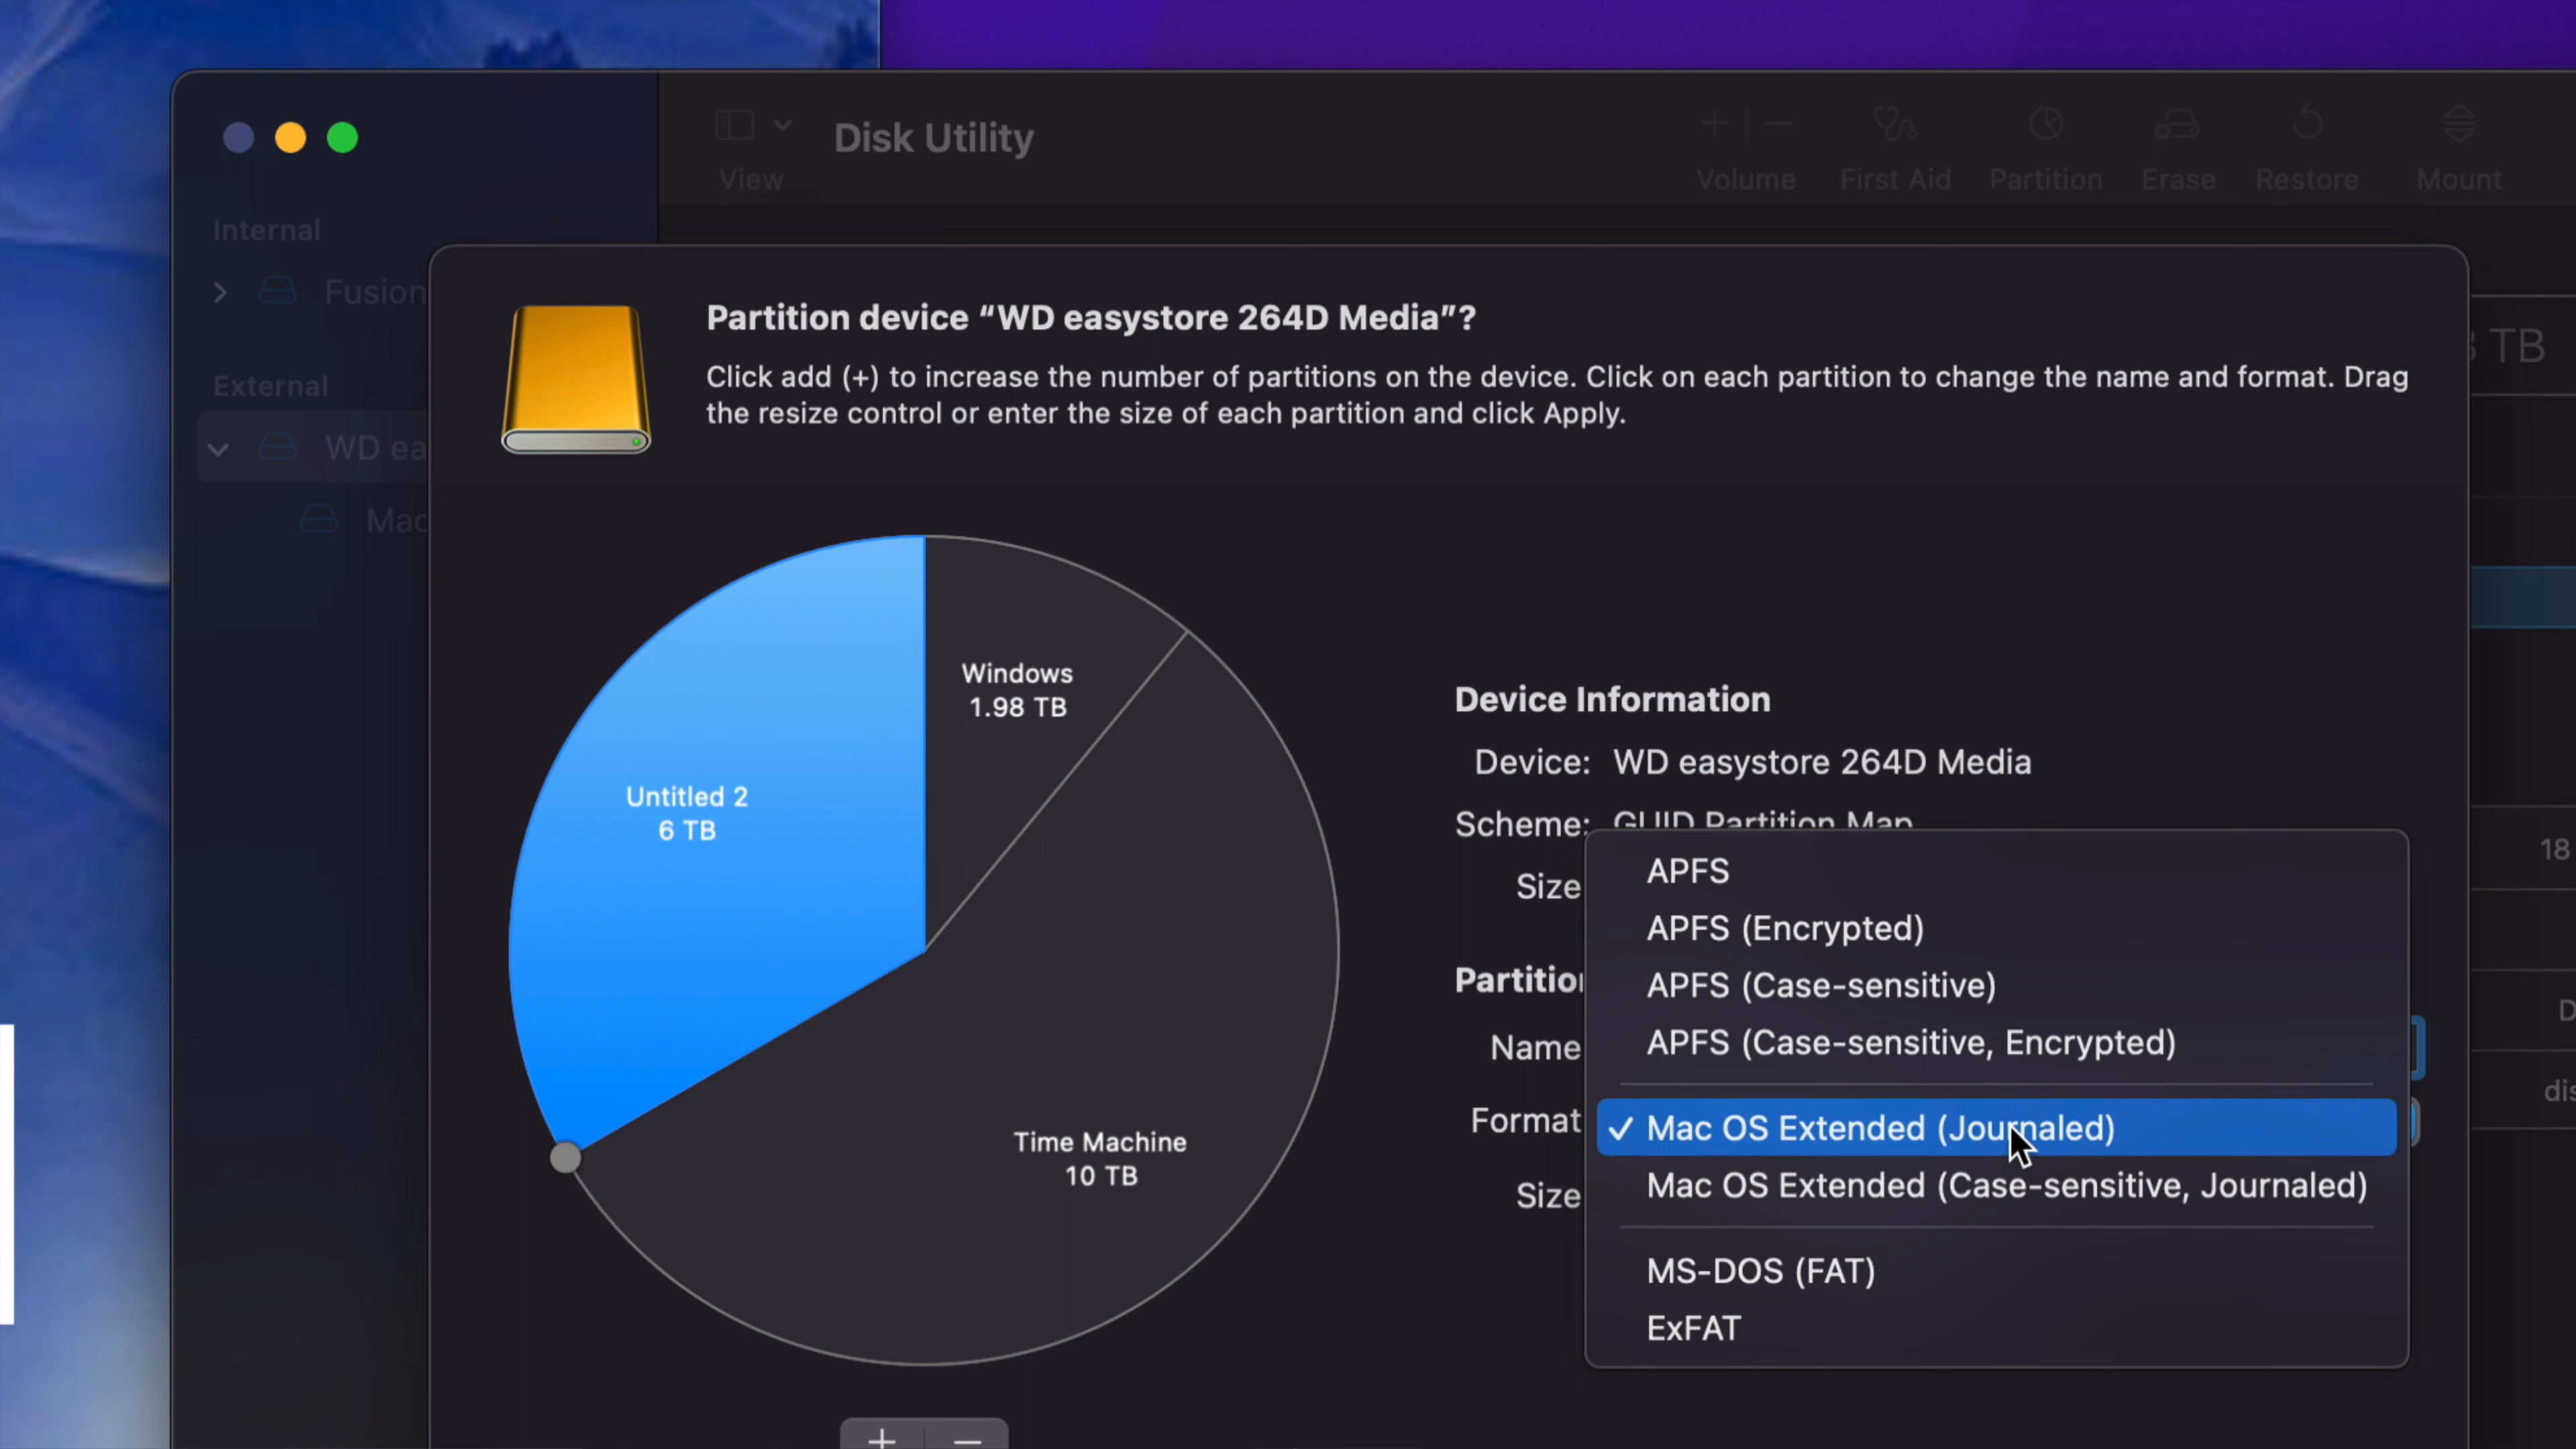 Disk Utility
View
Volume
First Aid
Partition
Erase
Restore
Mount
Internal
Fusion
External
WD ea
Mac
TB
Partition device “WD easystore 264D Media”?
Click add (+) to increase the number of partitions on the device. Click on each partition to change the name and format. Drag
the resize control or enter the size of each partition and click Apply.
Windows
1.98 TB
Untitled 2
6 TB
Time Machine
10 TB
Device Information
Device: WD easystore 264D Media
Scheme: GUID Partition Map
Size
Partition
Name
Format
Size
APFS
APFS (Encrypted)
APFS (Case-sensitive)
APFS (Case-sensitive, Encrypted)
✓ Mac OS Extended (Journaled)
Mac OS Extended (Case-sensitive, Journaled)
MS-DOS (FAT)
ExFAT
18
D
dis
+ −